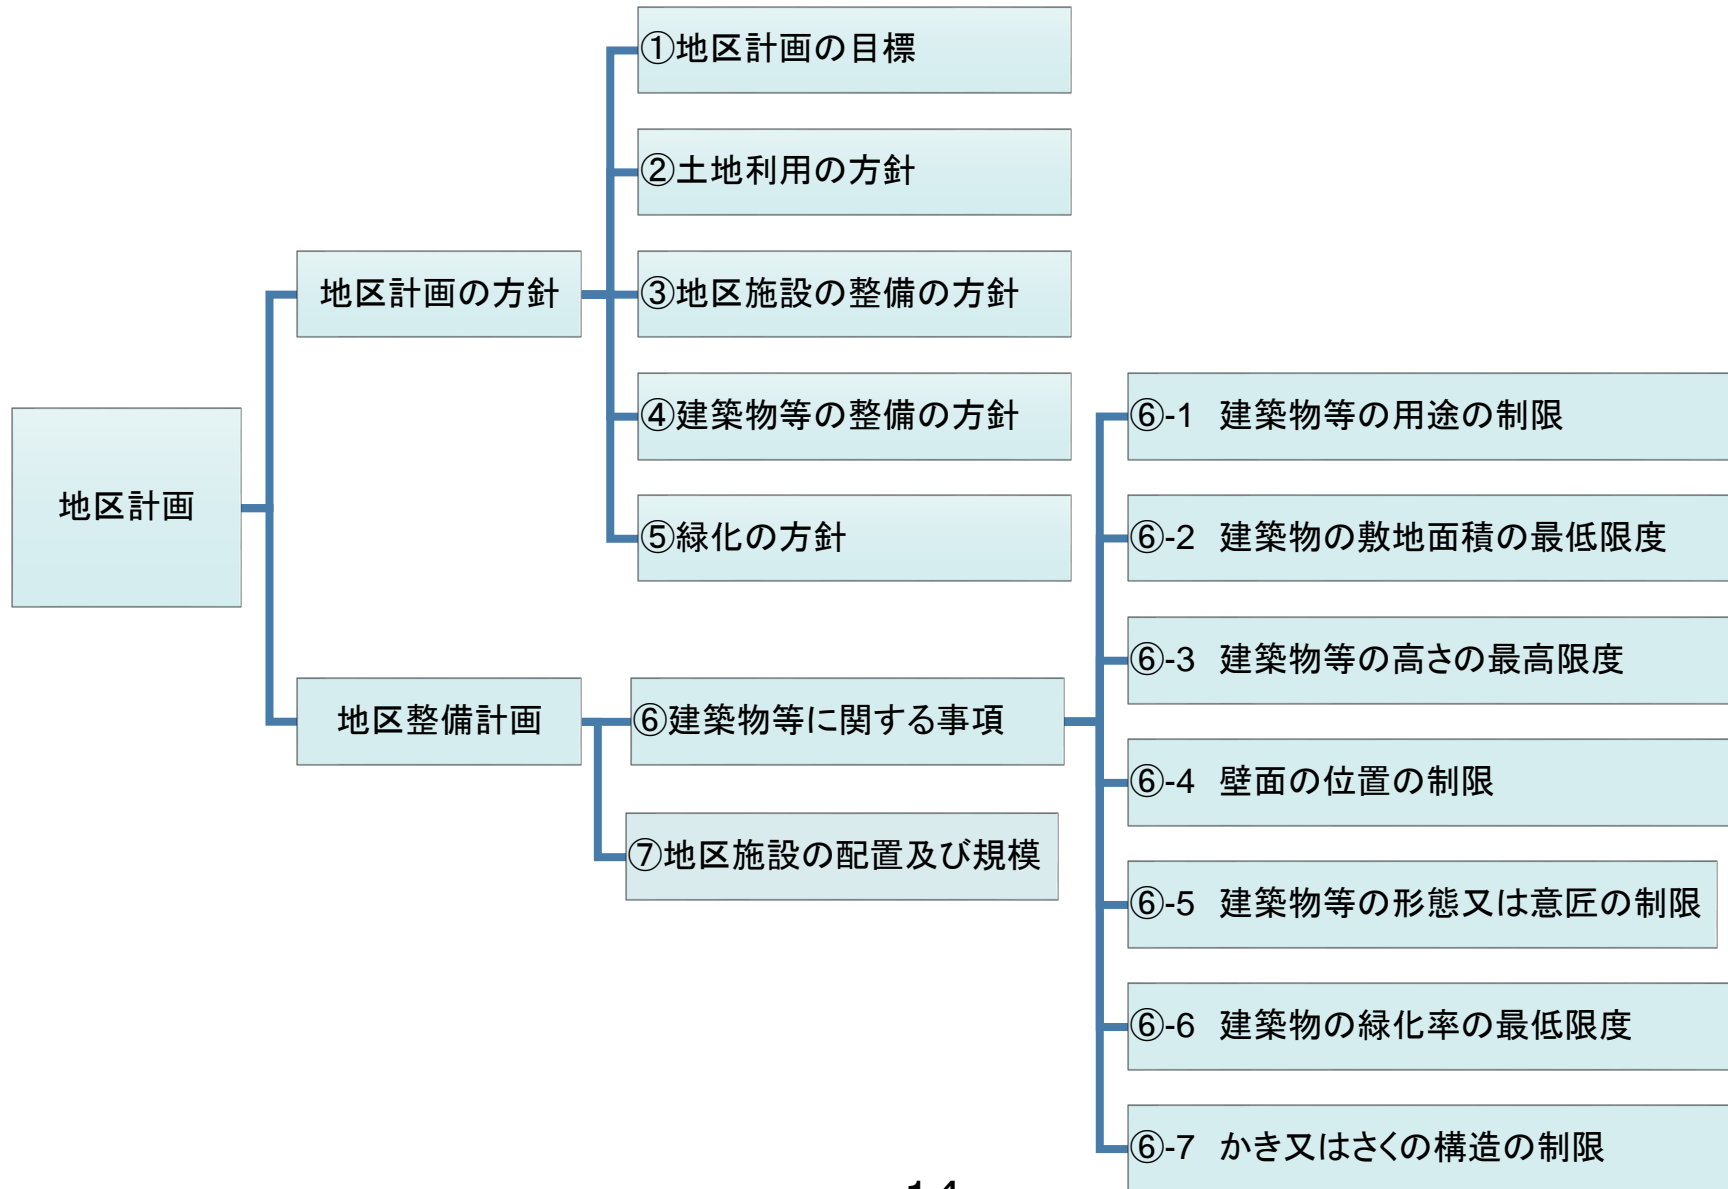 地区計画
地区計画の方針
①地区計画の目標
②土地利用の方針
③地区施設の整備の方針
④建築物等の整備の方針
⑤緑化の方針
地区整備計画
⑥建築物等に関する事項
⑥-1 建築物等の用途の制限
⑥-2 建築物の敷地面積の最低限度
⑥-3 建築物等の高さの最高限度
⑥-4 壁面の位置の制限
⑥-5 建築物等の形態又は意匠の制限
⑥-6 建築物の緑化率の最低限度
⑥-7 かき又はさくの構造の制限
⑦地区施設の配置及び規模